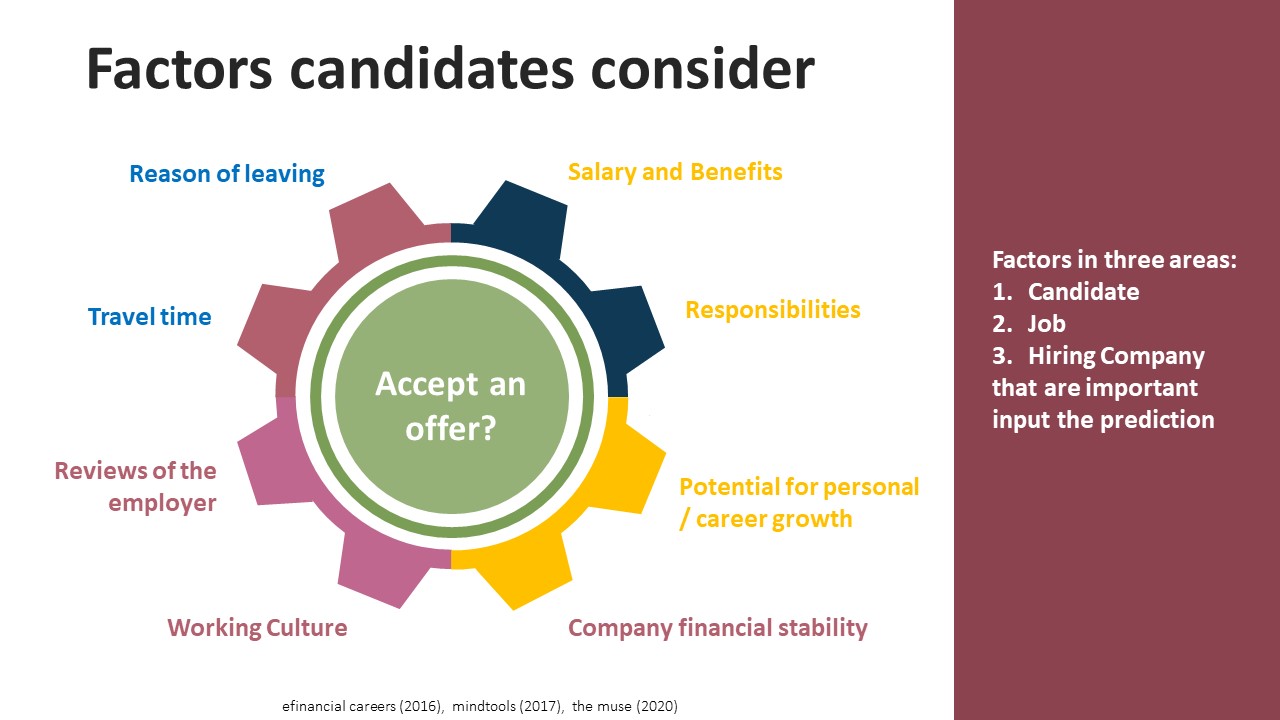 Factors candidates consider
Reason of leaving
Salary and Benefits
Travel time
Responsibilities
Accept an
offer?
Reviews of the
employer
Potential for personal
/ career growth
Working Culture
Company financial stability
efinancial careers (2016),  mindtools (2017),  the muse (2020)
Factors in three areas:
1. Candidate
2. Job
3. Hiring Company
that are important
input the prediction